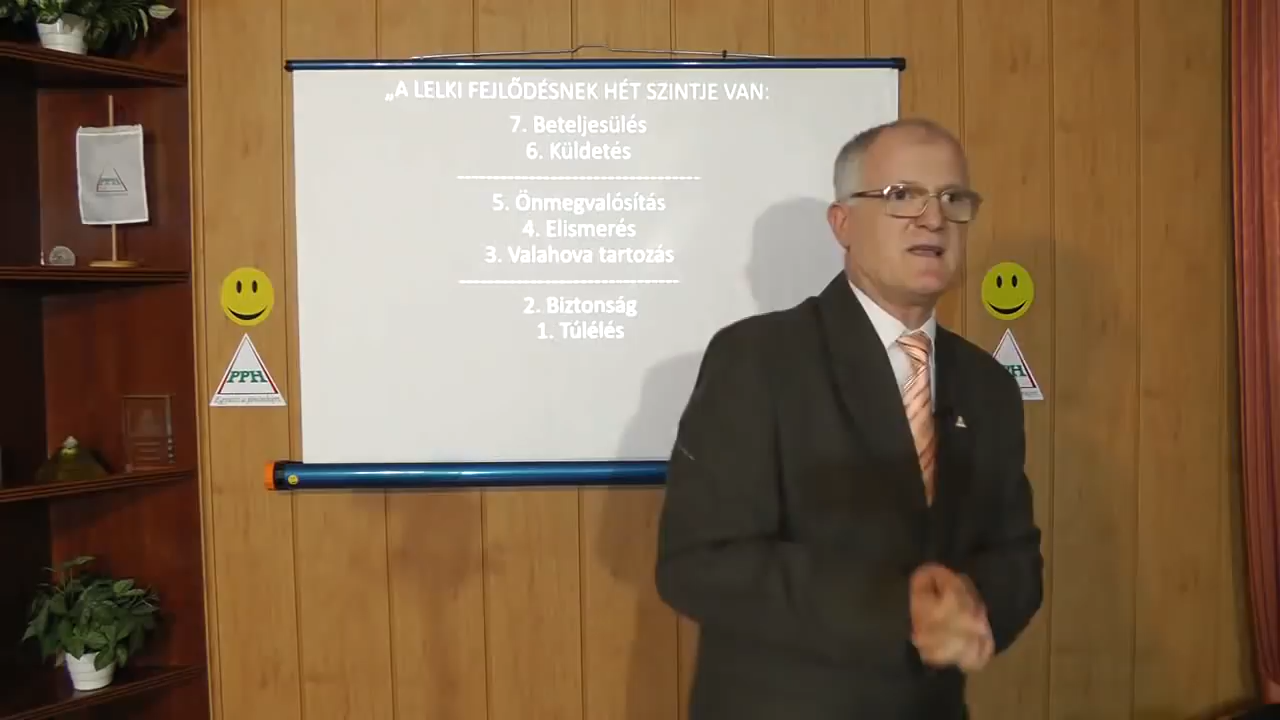 „A LELKI FEJLŐDÉSNEK HÉT SZINTJE VAN:
7. Beteljesülés
6. Küldetés
5. Önmegvalósítás
4. Elismerés
3. Valahova tartozás
2. Biztonság
1. Túlélés
PPH
PPH